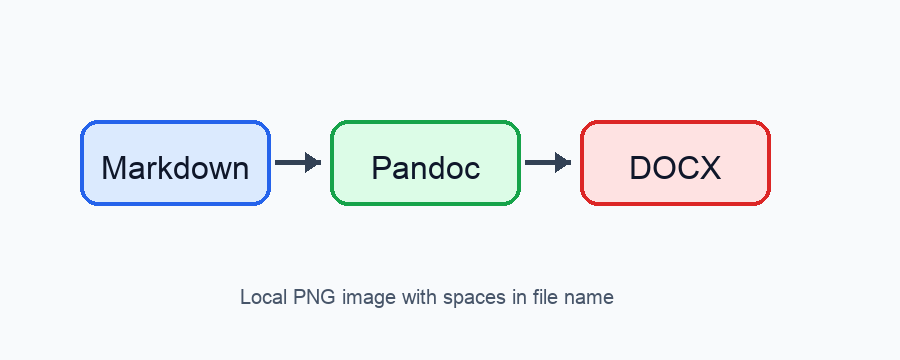 Markdown
Pandoc
DOCX
Local PNG image with spaces in file name